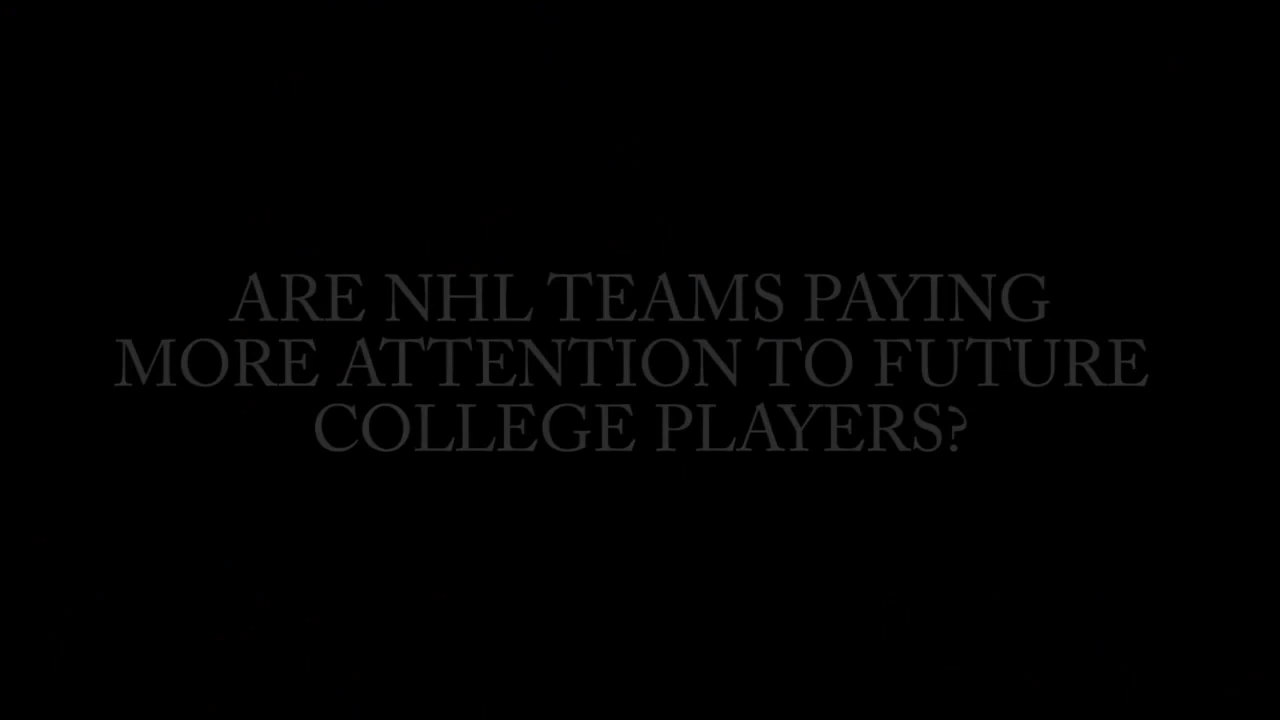 ARE NHL TEAMS PAYING
MORE ATTENTION TO FUTURE
COLLEGE PLAYERS?